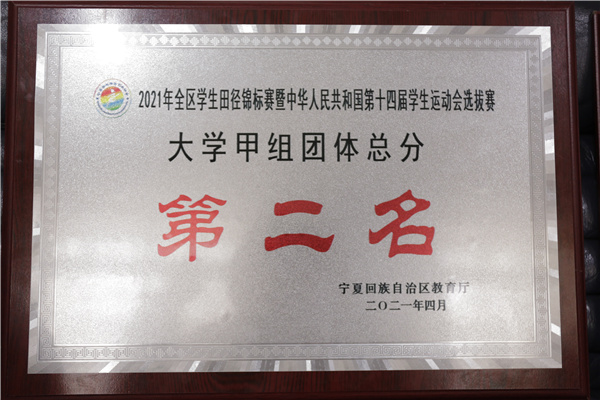 2021年全区学生田径锦标赛暨中华人民共和国第十四届学生运动会选拔赛
大学甲组团体总分
第二名
宁夏回族自治区教育厅
二〇二一年四月